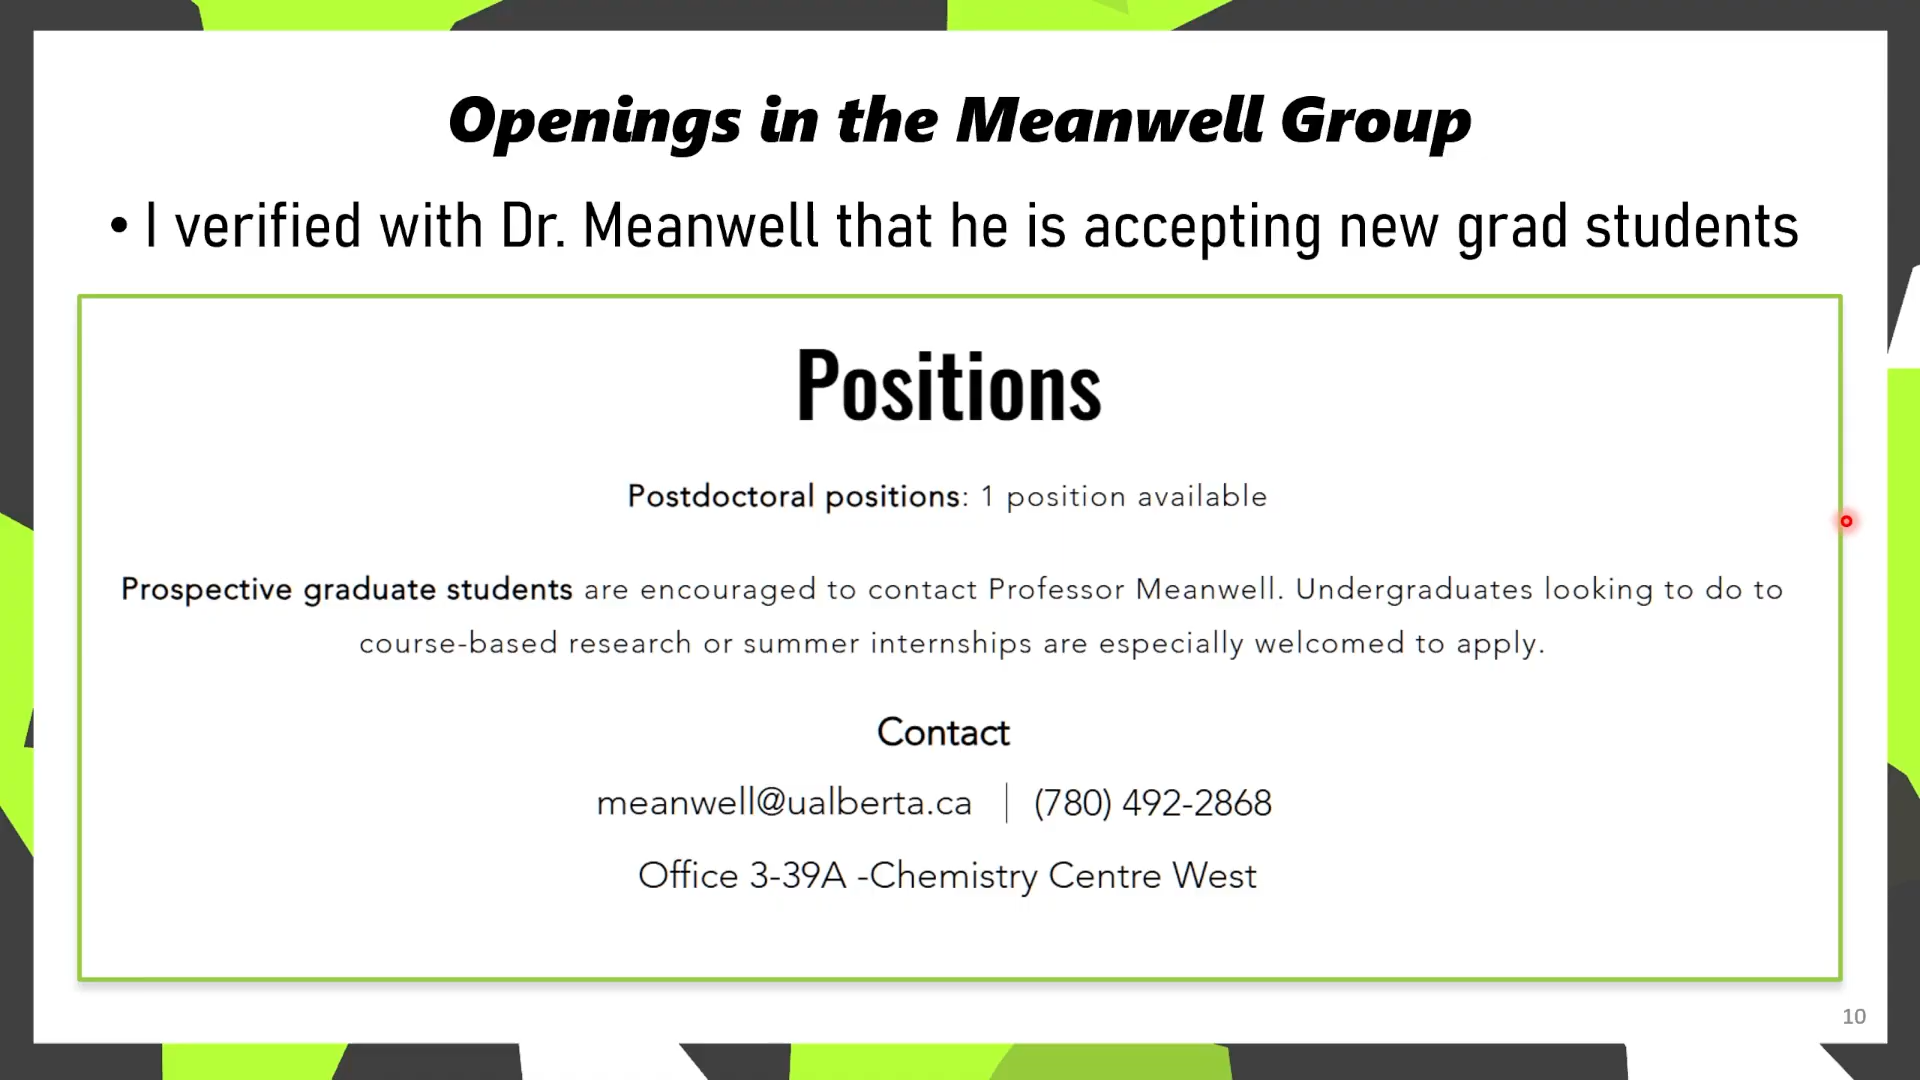 Openings in the Meanwell Group
• I verified with Dr. Meanwell that he is accepting new grad students
Positions
Postdoctoral positions: 1 position available
Prospective graduate students are encouraged to contact Professor Meanwell. Undergraduates looking to do to
course-based research or summer internships are especially welcomed to apply.
Contact
meanwell@ualberta.ca | (780) 492-2868
Office 3-39A -Chemistry Centre West
10